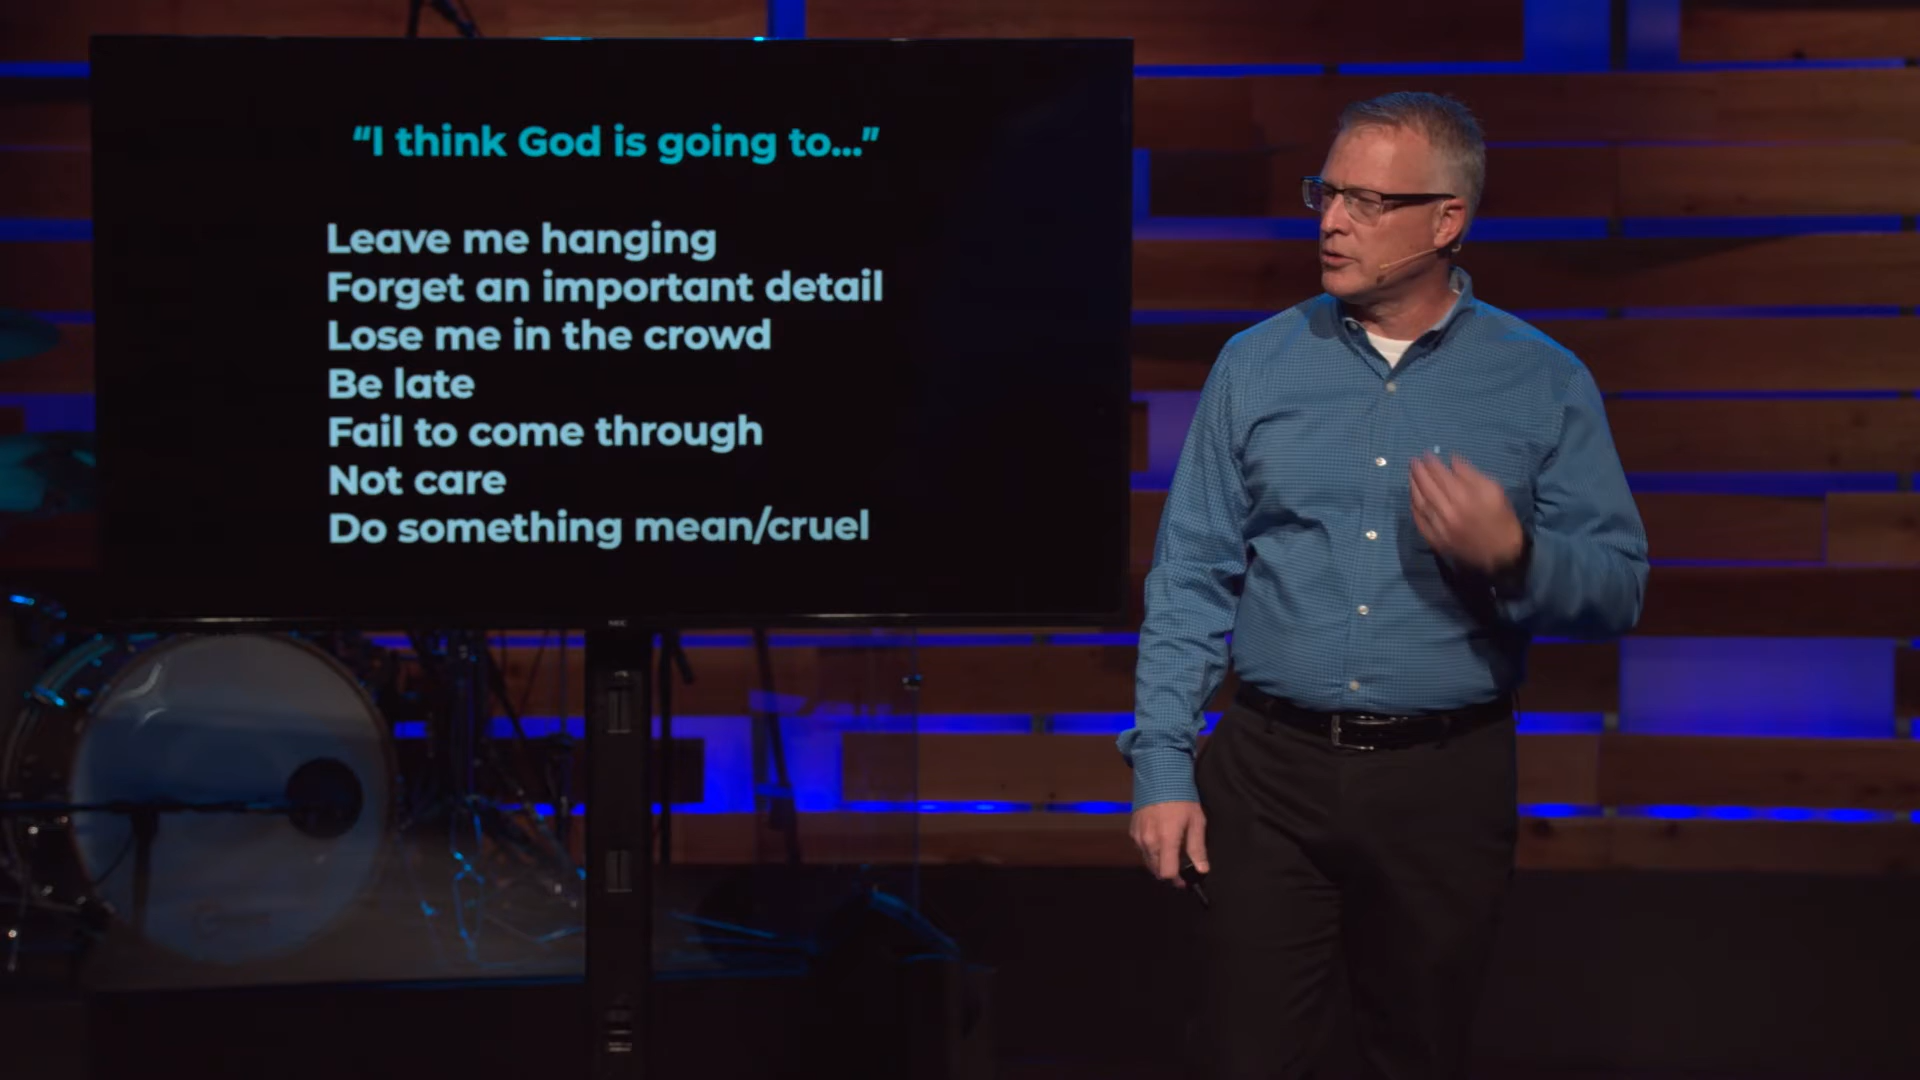 “I think God is going to...”
Leave me hanging
Forget an important detail
Lose me in the crowd
Be late
Fail to come through
Not care
Do something mean/cruel
NEC